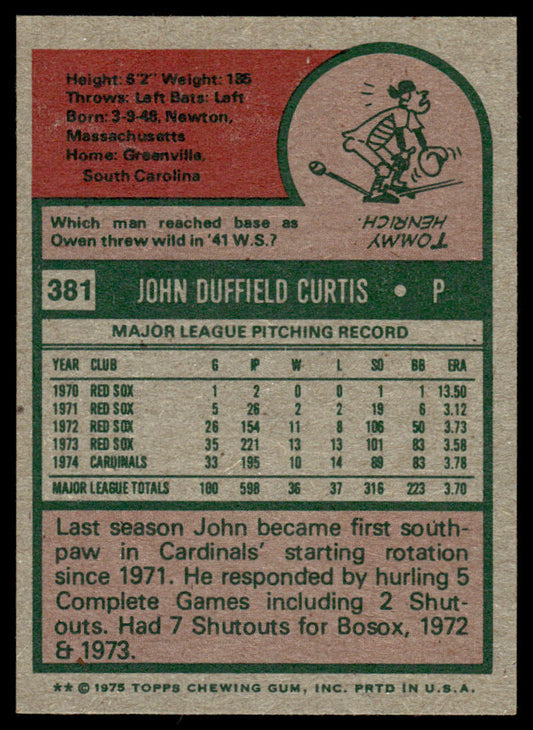 Height: 6'2" Weight: 185
Throws: Left Bats: Left
Born: 3-9-48, Newton,
Massachusetts
Home: Greenville,
South Carolina
Which man reached base as
Owen threw wild in '41 W.S.?
TOMMY
HENRICH.
381 JOHN DUFFIELD CURTIS • P
MAJOR LEAGUE PITCHING RECORD
YEAR CLUB G IP W L SO BB ERA
1970 RED SOX 1 2 0 0 1 1 13.50
1971 RED SOX 5 26 2 2 19 6 3.12
1972 RED SOX 26 154 11 8 106 50 3.73
1973 RED SOX 35 221 13 13 101 83 3.58
1974 CARDINALS 33 195 10 14 89 83 3.78
MAJOR LEAGUE TOTALS 100 598 36 37 316 223 3.70
Last season John became first south-
paw in Cardinals' starting rotation
since 1971. He responded by hurling 5
Complete Games including 2 Shut-
outs. Had 7 Shutouts for Bosox, 1972
& 1973.
** © 1975 TOPPS CHEWING GUM, INC. PRTD IN U.S.A.